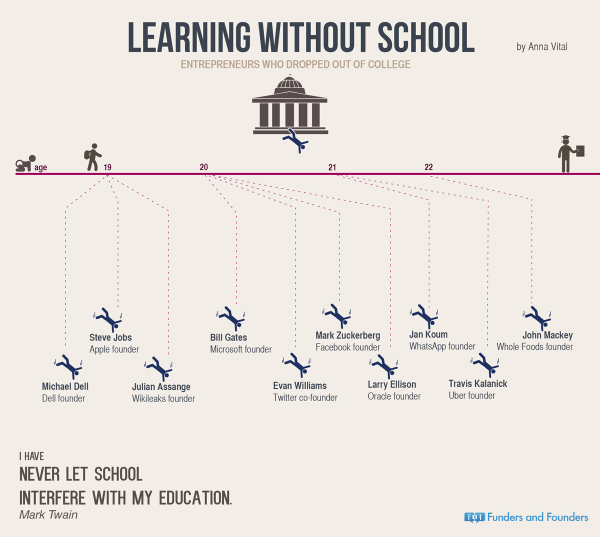 LEARNING WITHOUT SCHOOL
by Anna Vital
ENTREPRENEURS WHO DROPPED OUT OF COLLEGE
age
19
20
21
22
Steve Jobs
Apple founder
Bill Gates
Microsoft founder
Mark Zuckerberg
Facebook founder
Jan Koum
WhatsApp founder
John Mackey
Whole Foods founder
Michael Dell
Dell founder
Julian Assange
Wikileaks founder
Evan Williams
Twitter co-founder
Larry Ellison
Oracle founder
Travis Kalanick
Uber founder
I HAVE
NEVER LET SCHOOL
INTERFERE WITH MY EDUCATION.
Mark Twain
Funders and Founders